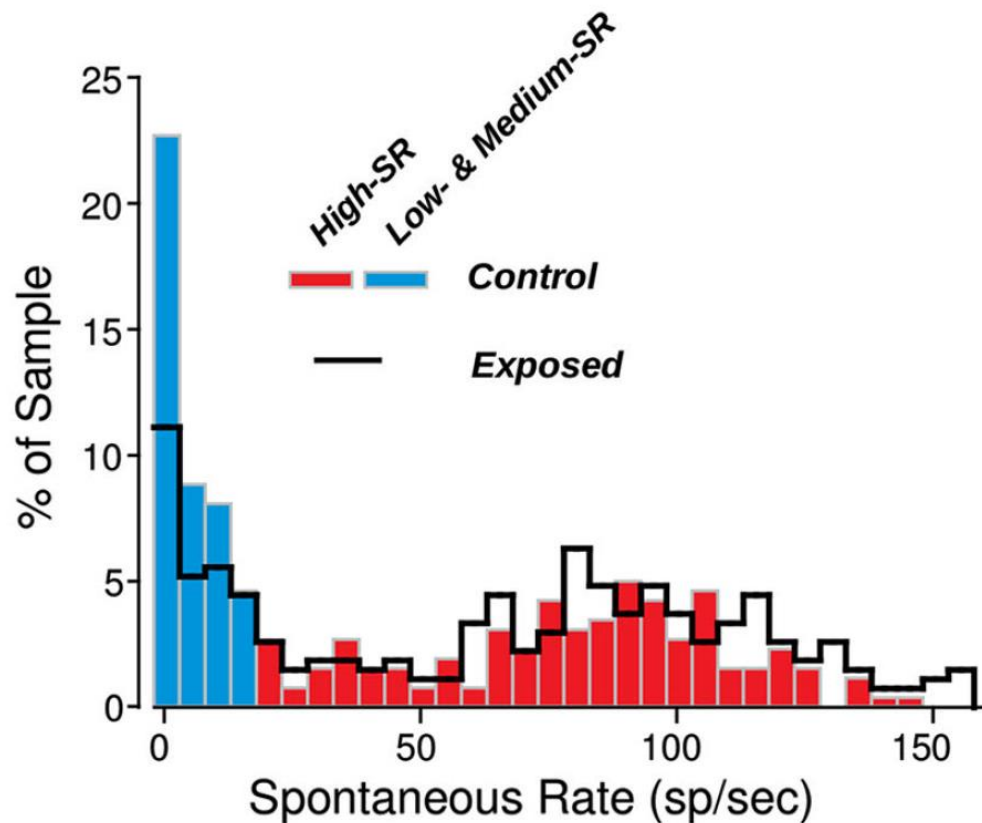 25
20
15
10
5
0
% of Sample
High-SR
Low- & Medium-SR
Control
Exposed
0 50 100 150
Spontaneous Rate (sp/sec)